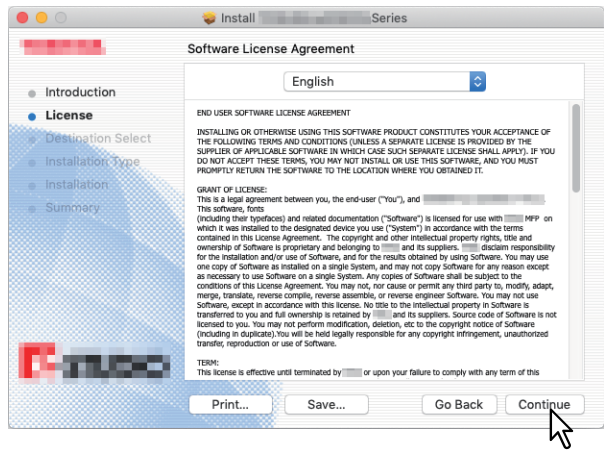 Install Series
Software License Agreement
English
Introduction
License
Destination Select
Installation Type
Installation
Summary
END USER SOFTWARE LICENSE AGREEMENT
INSTALLING OR OTHERWISE USING THIS SOFTWARE PRODUCT CONSTITUTES YOUR ACCEPTANCE OF
THE FOLLOWING TERMS AND CONDITIONS (UNLESS A SEPARATE LICENSE IS PROVIDED BY THE
SUPPLIER OF APPLICABLE SOFTWARE IN WHICH CASE SUCH SEPARATE LICENSE SHALL APPLY). IF YOU
DO NOT ACCEPT THESE TERMS, YOU MAY NOT INSTALL OR USE THIS SOFTWARE, AND YOU MUST
PROMPTLY RETURN THE SOFTWARE TO THE LOCATION WHERE YOU OBTAINED IT.
GRANT OF LICENSE:
This is a legal agreement between you, the end-user ("You"), and
This software, fonts
(including their typefaces) and related documentation ("Software") is licensed for use with MFP on
which it was installed to the designated device you use ("System") in accordance with the terms
contained in this License Agreement. The copyright and other intellectual property rights, title and
ownership of Software is proprietary and belonging to and its suppliers. disclaim responsibility
for the installation and/or use of Software, and for the results obtained by using Software. You may use
one copy of Software as installed on a single System, and may not copy Software for any reason except
as necessary to use Software on a single System. Any copies of Software shall be subject to the
conditions of this License Agreement. You may not, nor cause or permit any third party to, modify, adapt,
merge, translate, reverse compile, reverse assemble, or reverse engineer Software. You may not use
Software, except in accordance with this license. No title to the intellectual property in Software is
transferred to you and full ownership is retained by and its suppliers. Source code of Software is not
licensed to you. You may not perform modification, deletion, etc to the copyright notice of Software
(including in duplicate).You will be held legally responsible for any copyright infringement, unauthorized
transfer, reproduction or use of Software.
TERM:
This license is effective until terminated by or upon your failure to comply with any term of this
Print...
Save...
Go Back
Continue